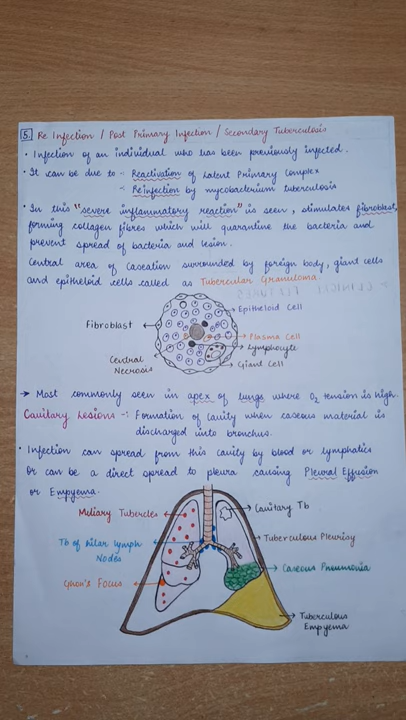 5. Re Infection / Post Primary Infection / Secondary Tuberculosis
• Infection of an individual who has been previously infected.
• It can be due to -: Reactivation of Latent Primary Complex
-: Reinfection by mycobacterium tuberculosis
• In this "severe inflammatory reaction" is seen, stimulates fibroblast,
forming collagen fibres which will quarantine the bacteria and
prevent spread of bacteria and lesion.
Central area of Caseation surrounded by foreign body, giant cells
and epitheloid cells called as Tubercular Granuloma.
Epitheloid Cell
Fibroblast
Plasma Cell
Lymphocyte
Central
Necrosis
Giant Cell
→ Most commonly seen in apex of lungs where O2 tension is high.
Cavitary Lesions -: Formation of Cavity when caseous material is
discharged into bronchus.
• Infection can spread from this cavity by blood or lymphatics
or can be a direct spread to pleura causing Pleural Effusion
or Empyema.
Miliary Tubercles
Cavitary Tb
Tb of hilar lymph
Nodes
Tuberculous Pleurisy
Ghon's Focus
Caseous Pneumonia
Tuberculous
Empyema